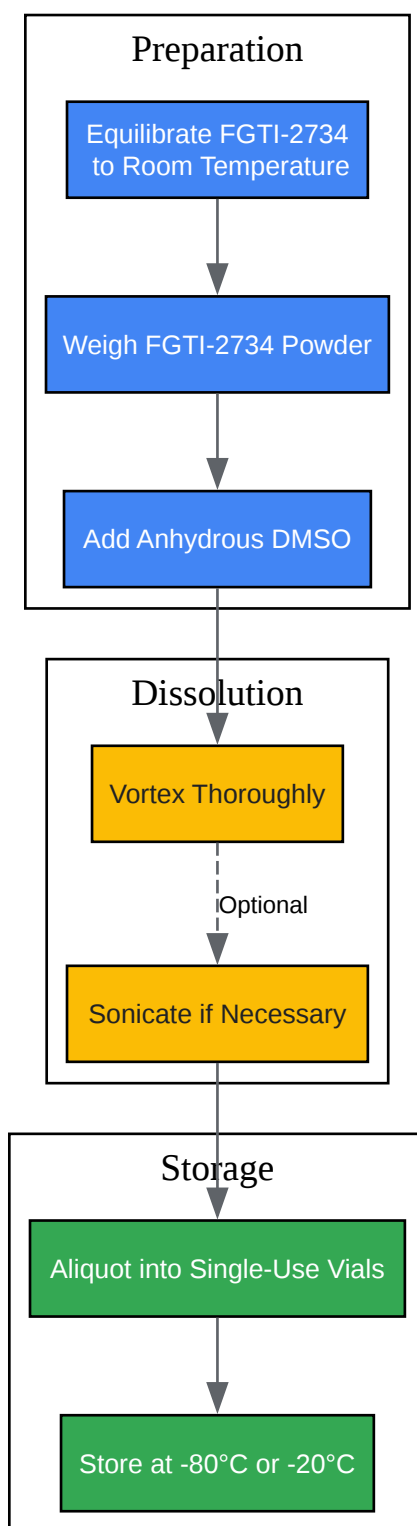 Preparation
Equilibrate FGTI-2734
to Room Temperature
Weigh FGTI-2734 Powder
Add Anhydrous DMSO
Dissolution
Vortex Thoroughly
Optional
Sonicate if Necessary
Storage
Aliquot into Single-Use Vials
Store at -80°C or -20°C